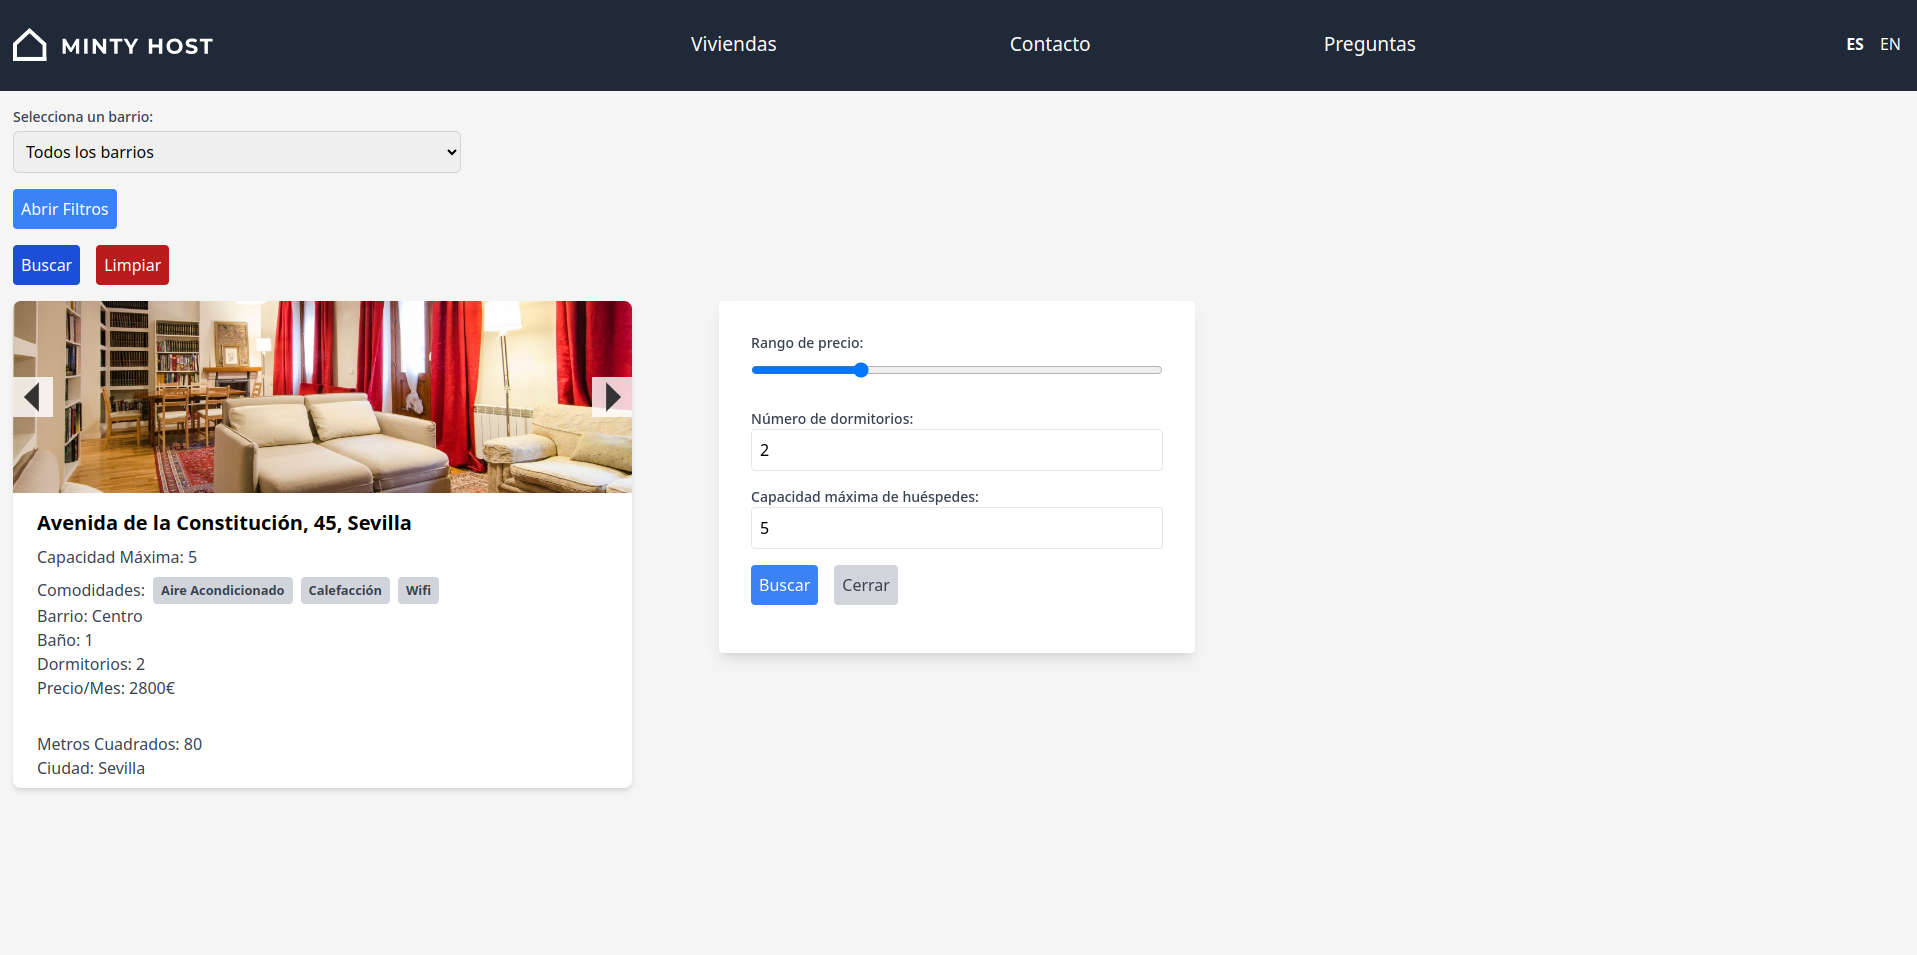 MINTY HOST
Viviendas
Contacto
Preguntas
ES EN
Selecciona un barrio:
Todos los barrios
Abrir Filtros
Buscar Limpiar
Avenida de la Constitución, 45, Sevilla
Capacidad Máxima: 5
Comodidades: Aire Acondicionado Calefacción Wifi
Barrio: Centro
Baño: 1
Dormitorios: 2
Precio/Mes: 2800€
Metros Cuadrados: 80
Ciudad: Sevilla
Rango de precio:
Número de dormitorios:
2
Capacidad máxima de huéspedes:
5
Buscar Cerrar